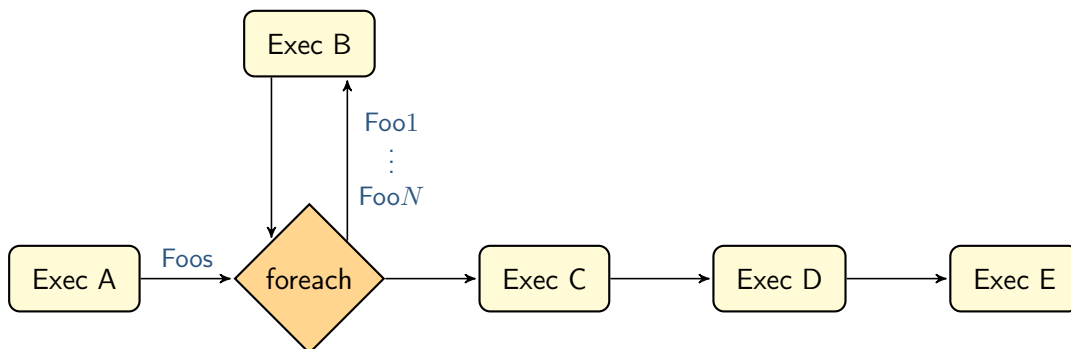 Exec B
Foo1
⋮
FooN
Foos
Exec A
foreach
Exec C
Exec D
Exec E